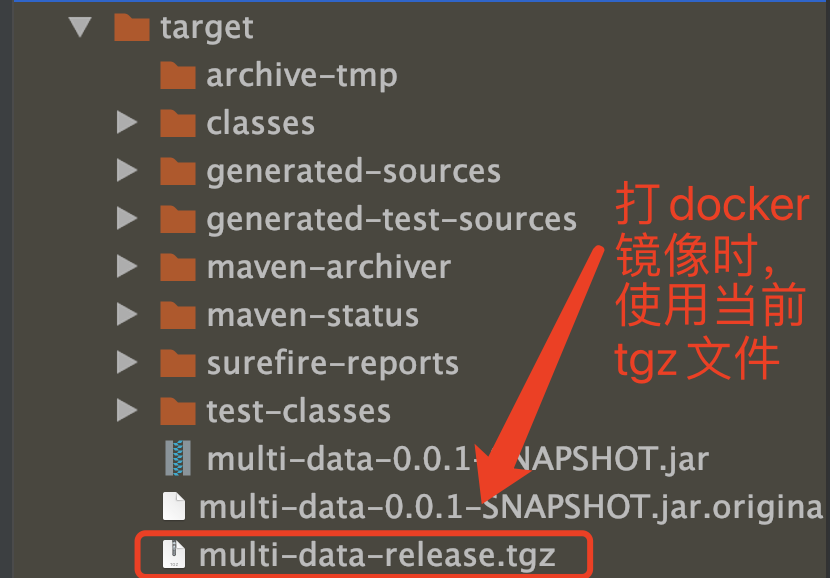 target
archive-tmp
classes
generated-sources
generated-test-sources
maven-archiver
maven-status
surefire-reports
test-classes
multi-data-0.0.1-SNAPSHOT.jar
multi-data-0.0.1-SNAPSHOT.jar.origina
multi-data-release.tgz
打 docker
镜像时,
使用当前
tgz 文件